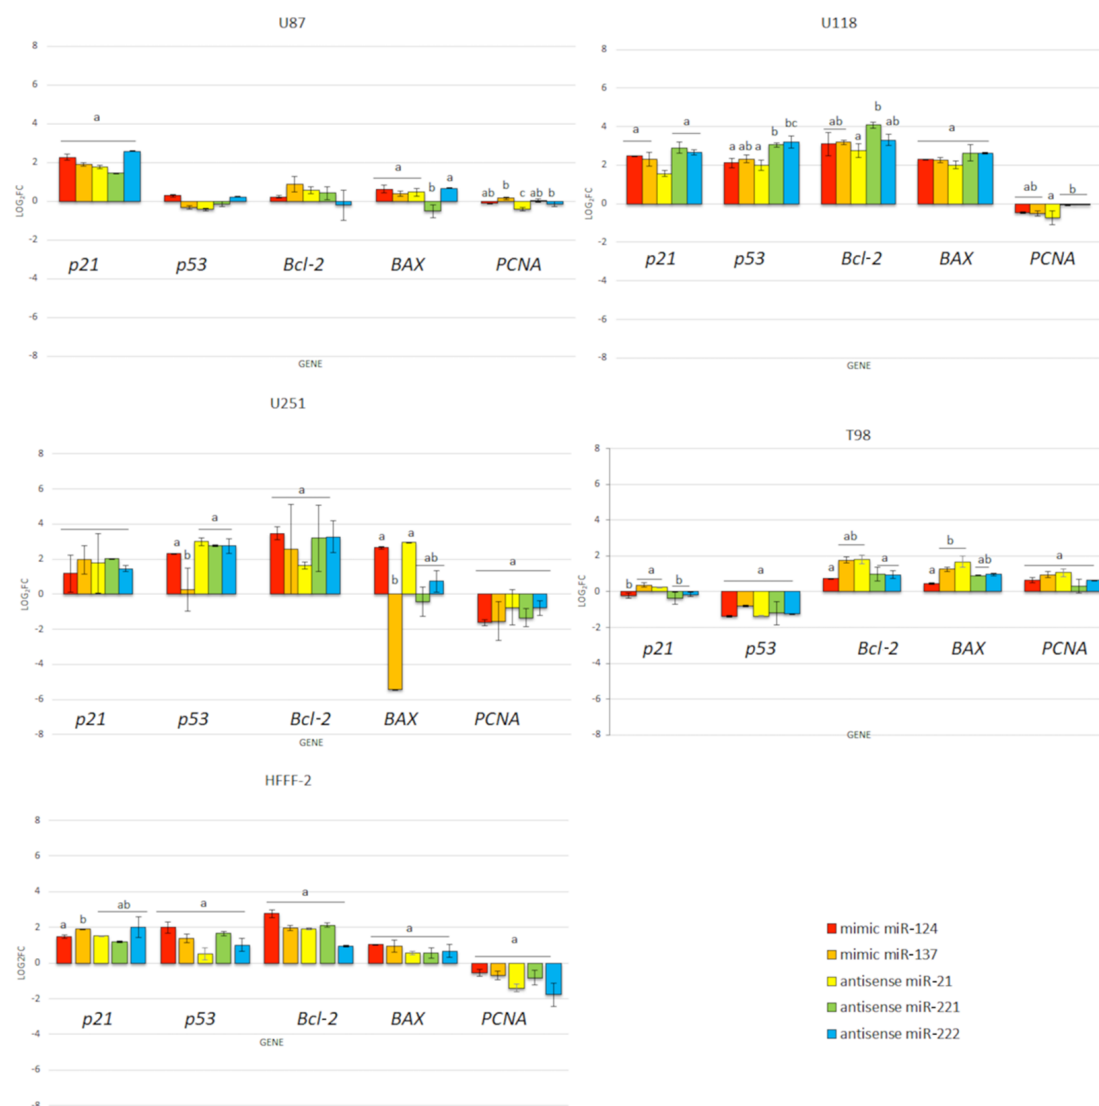 U87
8
6
4
2
0
-2
-4
-6
-8
LOG₂FC
a
a
b
a
ab
b
c
ab
b
p21
p53
Bcl-2
BAX
PCNA
GENE
U118
8
6
4
2
0
-2
-4
-6
-8
LOG₂FC
a
a
a
ab
a
b
bc
ab
a
b
ab
a
ab
a
b
p21
p53
Bcl-2
BAX
PCNA
GENE
U251
8
6
4
2
0
-2
-4
-6
-8
LOG₂FC
a
b
a
a
a
b
a
ab
a
p21
p53
Bcl-2
BAX
PCNA
GENE
T98
8
6
4
2
0
-2
-4
-6
-8
LOG₂FC
b
a
b
a
a
ab
a
a
b
ab
a
p21
p53
Bcl-2
BAX
PCNA
GENE
HFFF-2
8
6
4
2
0
-2
-4
-6
-8
LOG2FC
a
b
ab
a
a
a
a
p21
p53
Bcl-2
BAX
PCNA
GENE
mimic miR-124
mimic miR-137
antisense miR-21
antisense miR-221
antisense miR-222